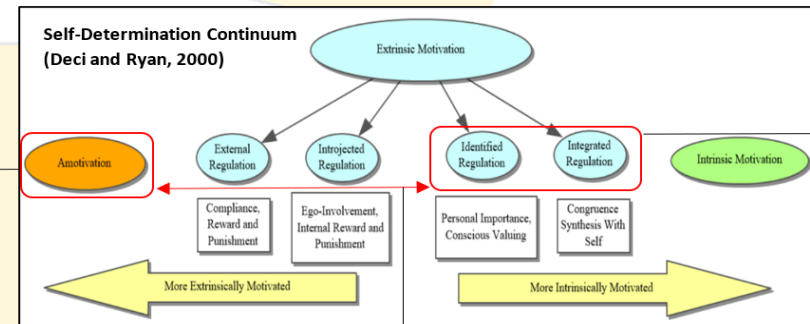 Self-Determination Continuum
(Deci and Ryan, 2000)
Extrinsic Motivation
Amotivation
External
Regulation
Introjected
Regulation
Identified
Regulation
Integrated
Regulation
Intrinsic Motivation
Compliance,
Reward and
Punishment
Ego-Involvement,
Internal Reward and
Punishment
Personal Importance,
Conscious Valuing
Congruence
Synthesis With
Self
More Extrinsically Motivated
More Intrinsically Motivated